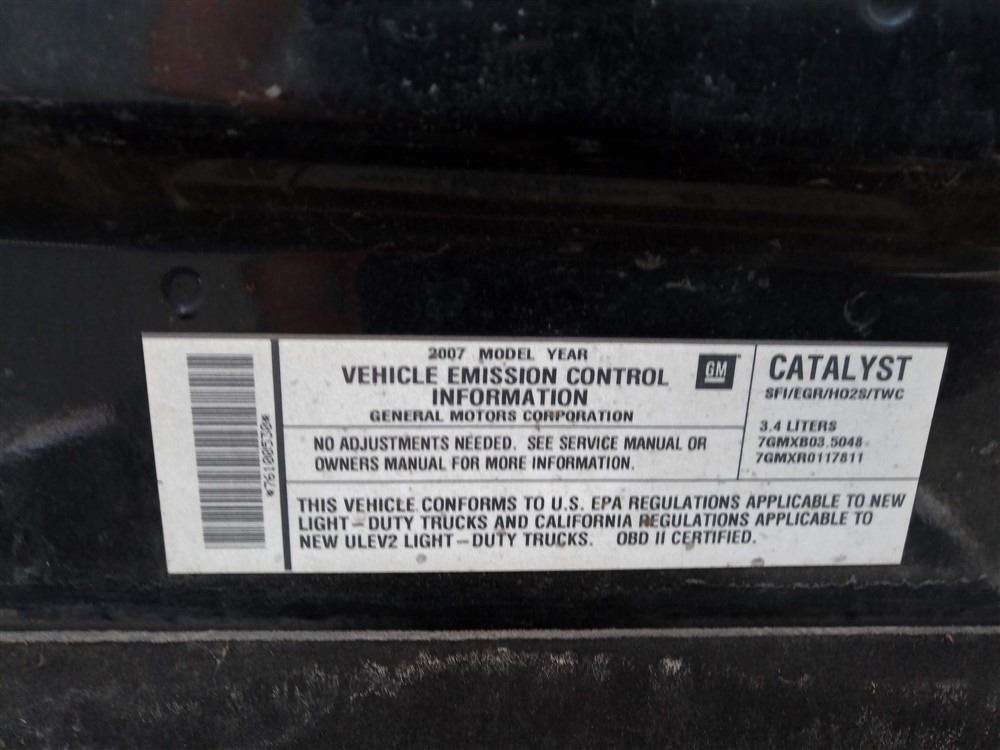 *76100530*
2007 MODEL YEAR
VEHICLE EMISSION CONTROL
INFORMATION
GENERAL MOTORS CORPORATION
GM
NO ADJUSTMENTS NEEDED. SEE SERVICE MANUAL OR
OWNERS MANUAL FOR MORE INFORMATION.
CATALYST
SFI/EGR/HO2S/TWC
3.4 LITERS
7GMXB03.5048
7GMXR0117811
THIS VEHICLE CONFORMS TO U.S. EPA REGULATIONS APPLICABLE TO NEW
LIGHT-DUTY TRUCKS AND CALIFORNIA REGULATIONS APPLICABLE TO
NEW ULEV2 LIGHT-DUTY TRUCKS. OBD II CERTIFIED.